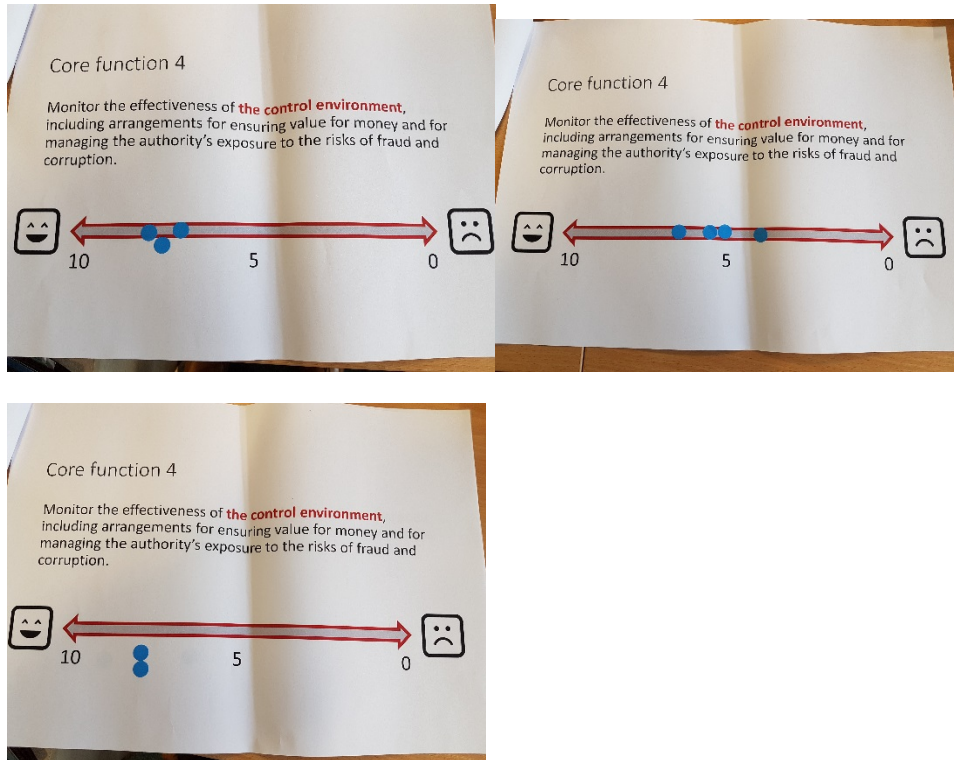 Core function 4
Monitor the effectiveness of the control environment,
including arrangements for ensuring value for money and for
managing the authority's exposure to the risks of fraud and
corruption.
10 5 0
Core function 4
Monitor the effectiveness of the control environment,
including arrangements for ensuring value for money and for
managing the authority's exposure to the risks of fraud and
corruption.
10 5 0
Core function 4
Monitor the effectiveness of the control environment,
including arrangements for ensuring value for money and for
managing the authority's exposure to the risks of fraud and
corruption.
10 5 0